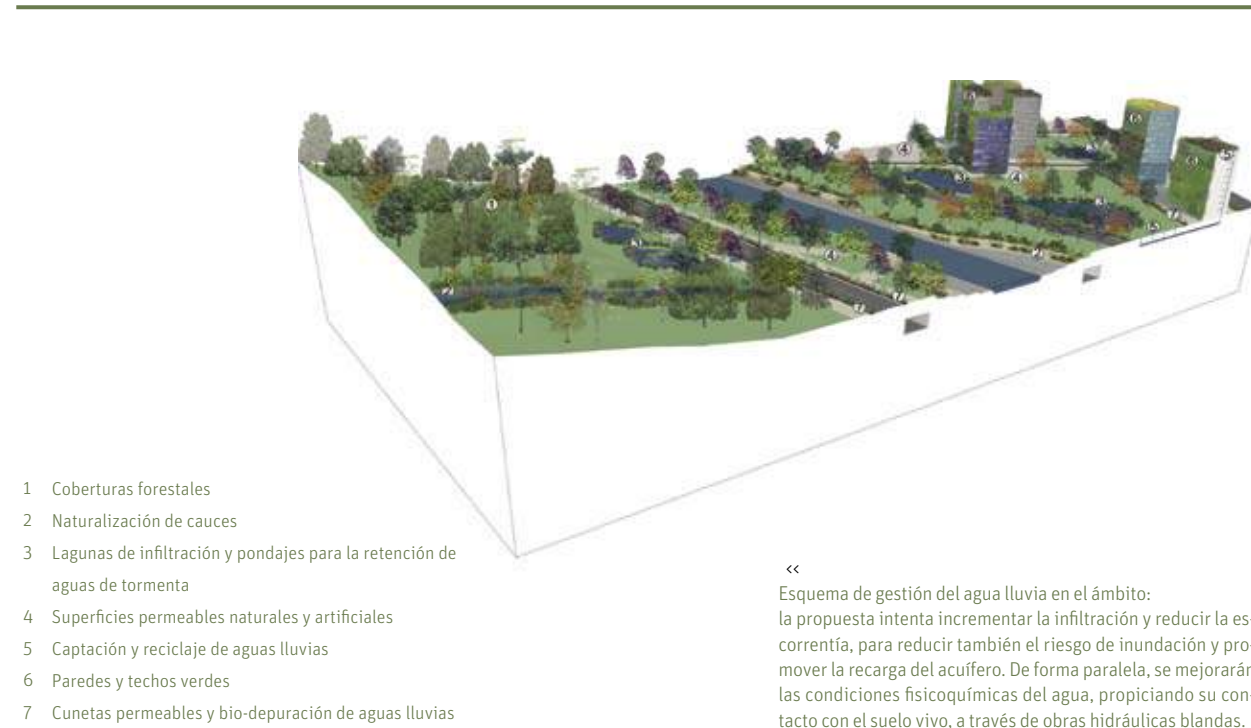 1 Coberturas forestales
2 Naturalización de cauces
3 Lagunas de infiltración y pondajes para la retención de
aguas de tormenta
4 Superficies permeables naturales y artificiales
5 Captación y reciclaje de aguas lluvias
6 Paredes y techos verdes
7 Cunetas permeables y bio-depuración de aguas lluvias
<<
Esquema de gestión del agua lluvia en el ámbito:
la propuesta intenta incrementar la infiltración y reducir la es-
correntía, para reducir también el riesgo de inundación y pro-
mover la recarga del acuífero. De forma paralela, se mejorarán
las condiciones fisicoquímicas del agua, propiciando su con-
tacto con el suelo vivo, a través de obras hidráulicas blandas.